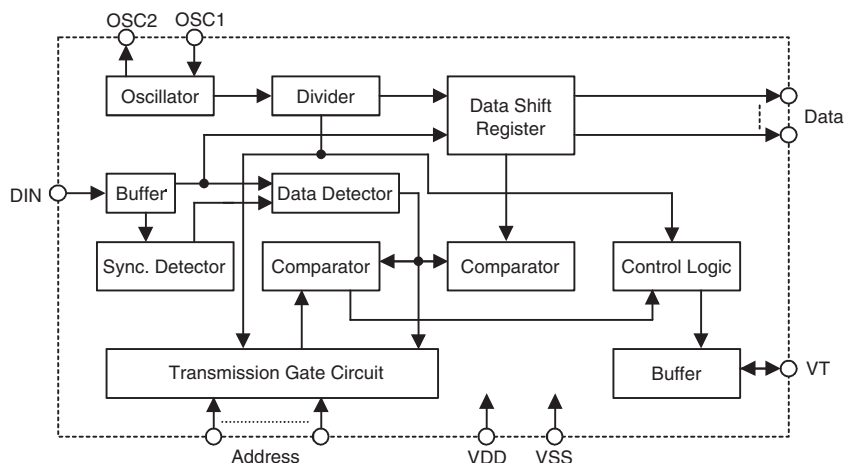 OSC2 OSC1
Oscillator
Divider
Data Shift
Register
Data
DIN
Buffer
Data Detector
Sync. Detector
Comparator
Comparator
Control Logic
Transmission Gate Circuit
Buffer
VT
Address
VDD
VSS